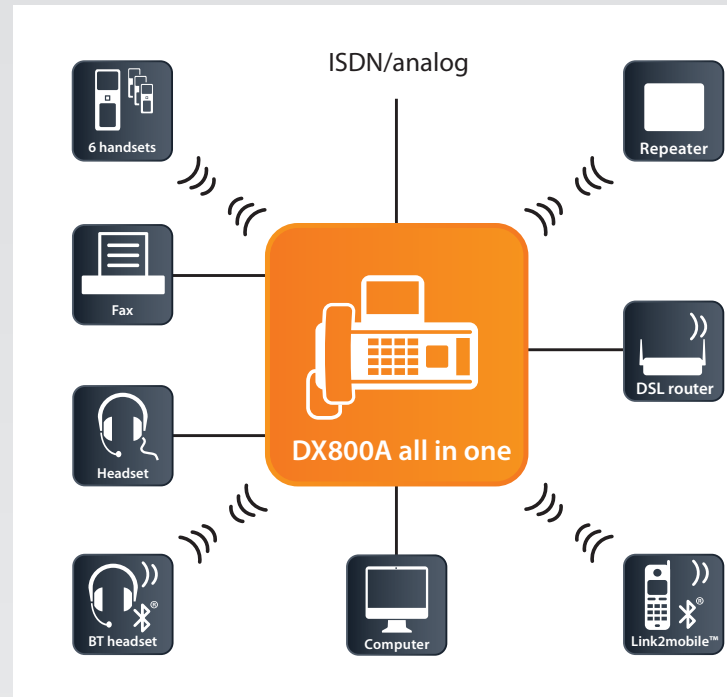 ISDN/analog
6 handsets
Repeater
Fax
DSL router
DX800A all in one
Headset
BT headset
®
Computer
Link2mobile™
®